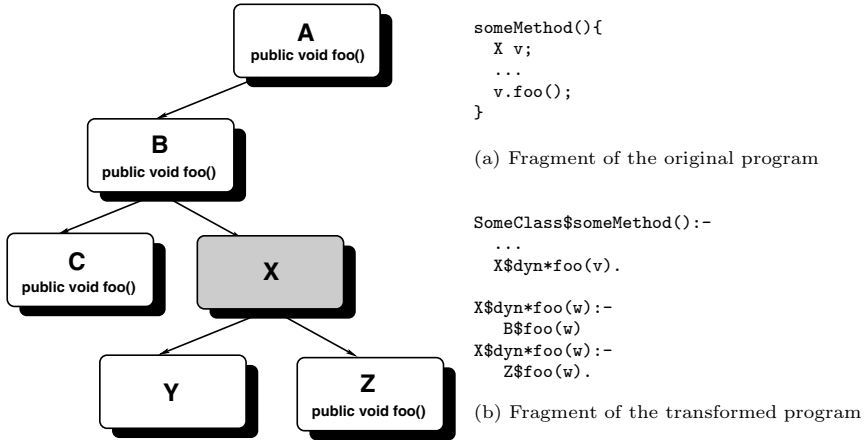 A
public void foo()
B
public void foo()
C
public void foo()
X
Y
Z
public void foo()
someMethod(){
X v;
...
v.foo();
}
(a) Fragment of the original program
SomeClass$someMethod():-
...
X$dyn*foo(v).
X$dyn*foo(w):-
B$foo(w)
X$dyn*foo(w):-
Z$foo(w).
(b) Fragment of the transformed program